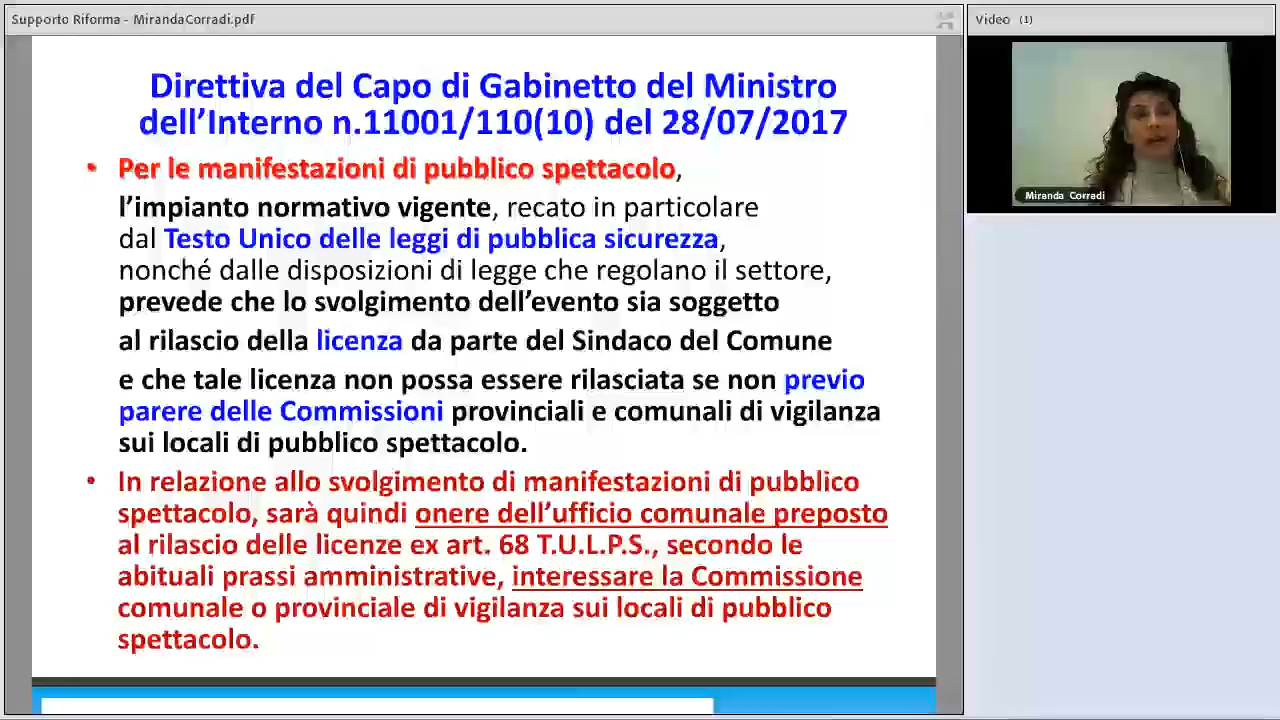 Supporto Riforma - MirandaCorradi.pdf
Video (1)
Miranda Corradi
Direttiva del Capo di Gabinetto del Ministro
dell’Interno n.11001/110(10) del 28/07/2017
• Per le manifestazioni di pubblico spettacolo,
l’impianto normativo vigente, recato in particolare
dal Testo Unico delle leggi di pubblica sicurezza,
nonché dalle disposizioni di legge che regolano il settore,
prevede che lo svolgimento dell’evento sia soggetto
al rilascio della licenza da parte del Sindaco del Comune
e che tale licenza non possa essere rilasciata se non previo
parere delle Commissioni provinciali e comunali di vigilanza
sui locali di pubblico spettacolo.
• In relazione allo svolgimento di manifestazioni di pubblico
spettacolo, sarà quindi onere dell’ufficio comunale preposto
al rilascio delle licenze ex art. 68 T.U.L.P.S., secondo le
abituali prassi amministrative, interessare la Commissione
comunale o provinciale di vigilanza sui locali di pubblico
spettacolo.